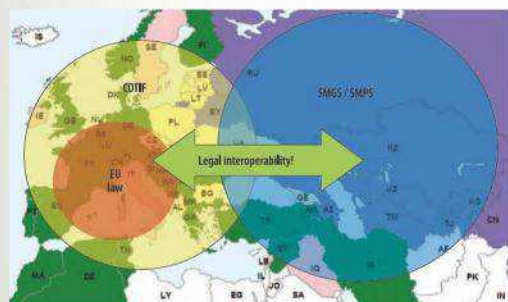 IS
SE
FI
NO
COTIF
RU
SMGS / SMPS
EE
LV
LT
DK
IE
GB
BY
PL
KZ
Legal interoperability?
EU
law
UZ
BG
GE
AM
AZ
TM
KG
AL
PT
TR
TJ
CN
SY
AF
TN
LB
IQ
IR
MA
DZ
IL
JO
PK
LY
EG
SA
IN